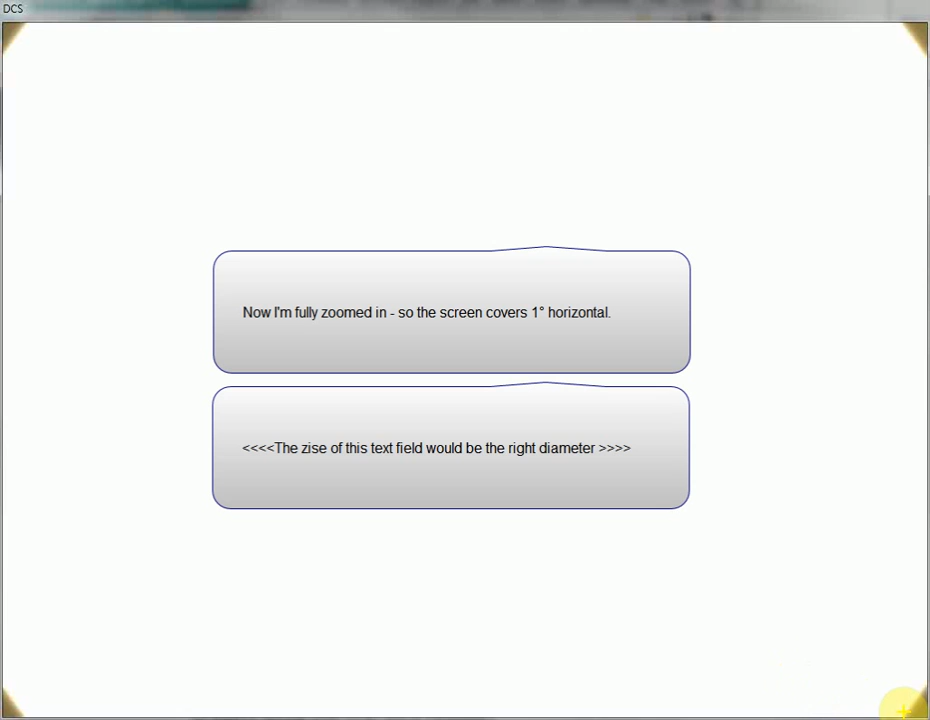 DCS
Now I'm fully zoomed in - so the screen covers 1° horizontal.
<<<<The zise of this text field would be the right diameter >>>>